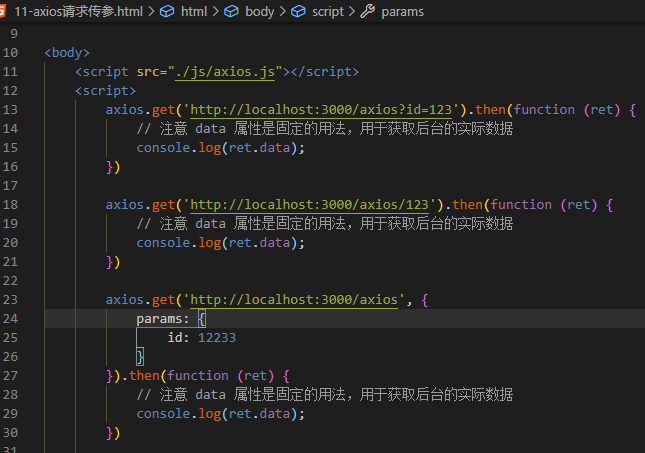 11-axios请求传参.html > html > body > script > params
9
10 <body>
11 <script src="./js/axios.js"></script>
12 <script>
13 axios.get('http://localhost:3000/axios?id=123').then(function (ret) {
14 // 注意 data 属性是固定的用法，用于获取后台的实际数据
15 console.log(ret.data);
16 })
17
18 axios.get('http://localhost:3000/axios/123').then(function (ret) {
19 // 注意 data 属性是固定的用法，用于获取后台的实际数据
20 console.log(ret.data);
21 })
22
23 axios.get('http://localhost:3000/axios', {
24 params: {
25 id: 12233
26 }
27 }).then(function (ret) {
28 // 注意 data 属性是固定的用法，用于获取后台的实际数据
29 console.log(ret.data);
30 })
31